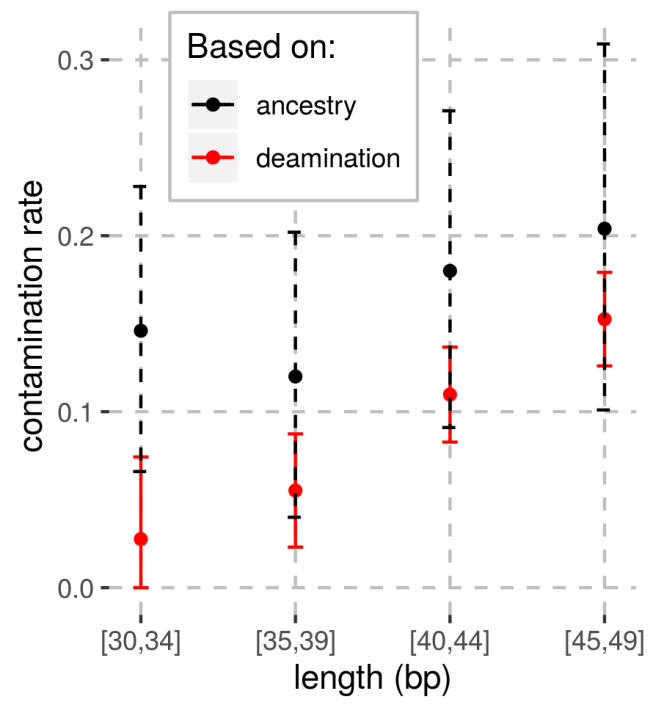 Based on:
ancestry
deamination
contamination rate
0.3
0.2
0.1
0.0
[30,34] [35,39] [40,44] [45,49]
length (bp)